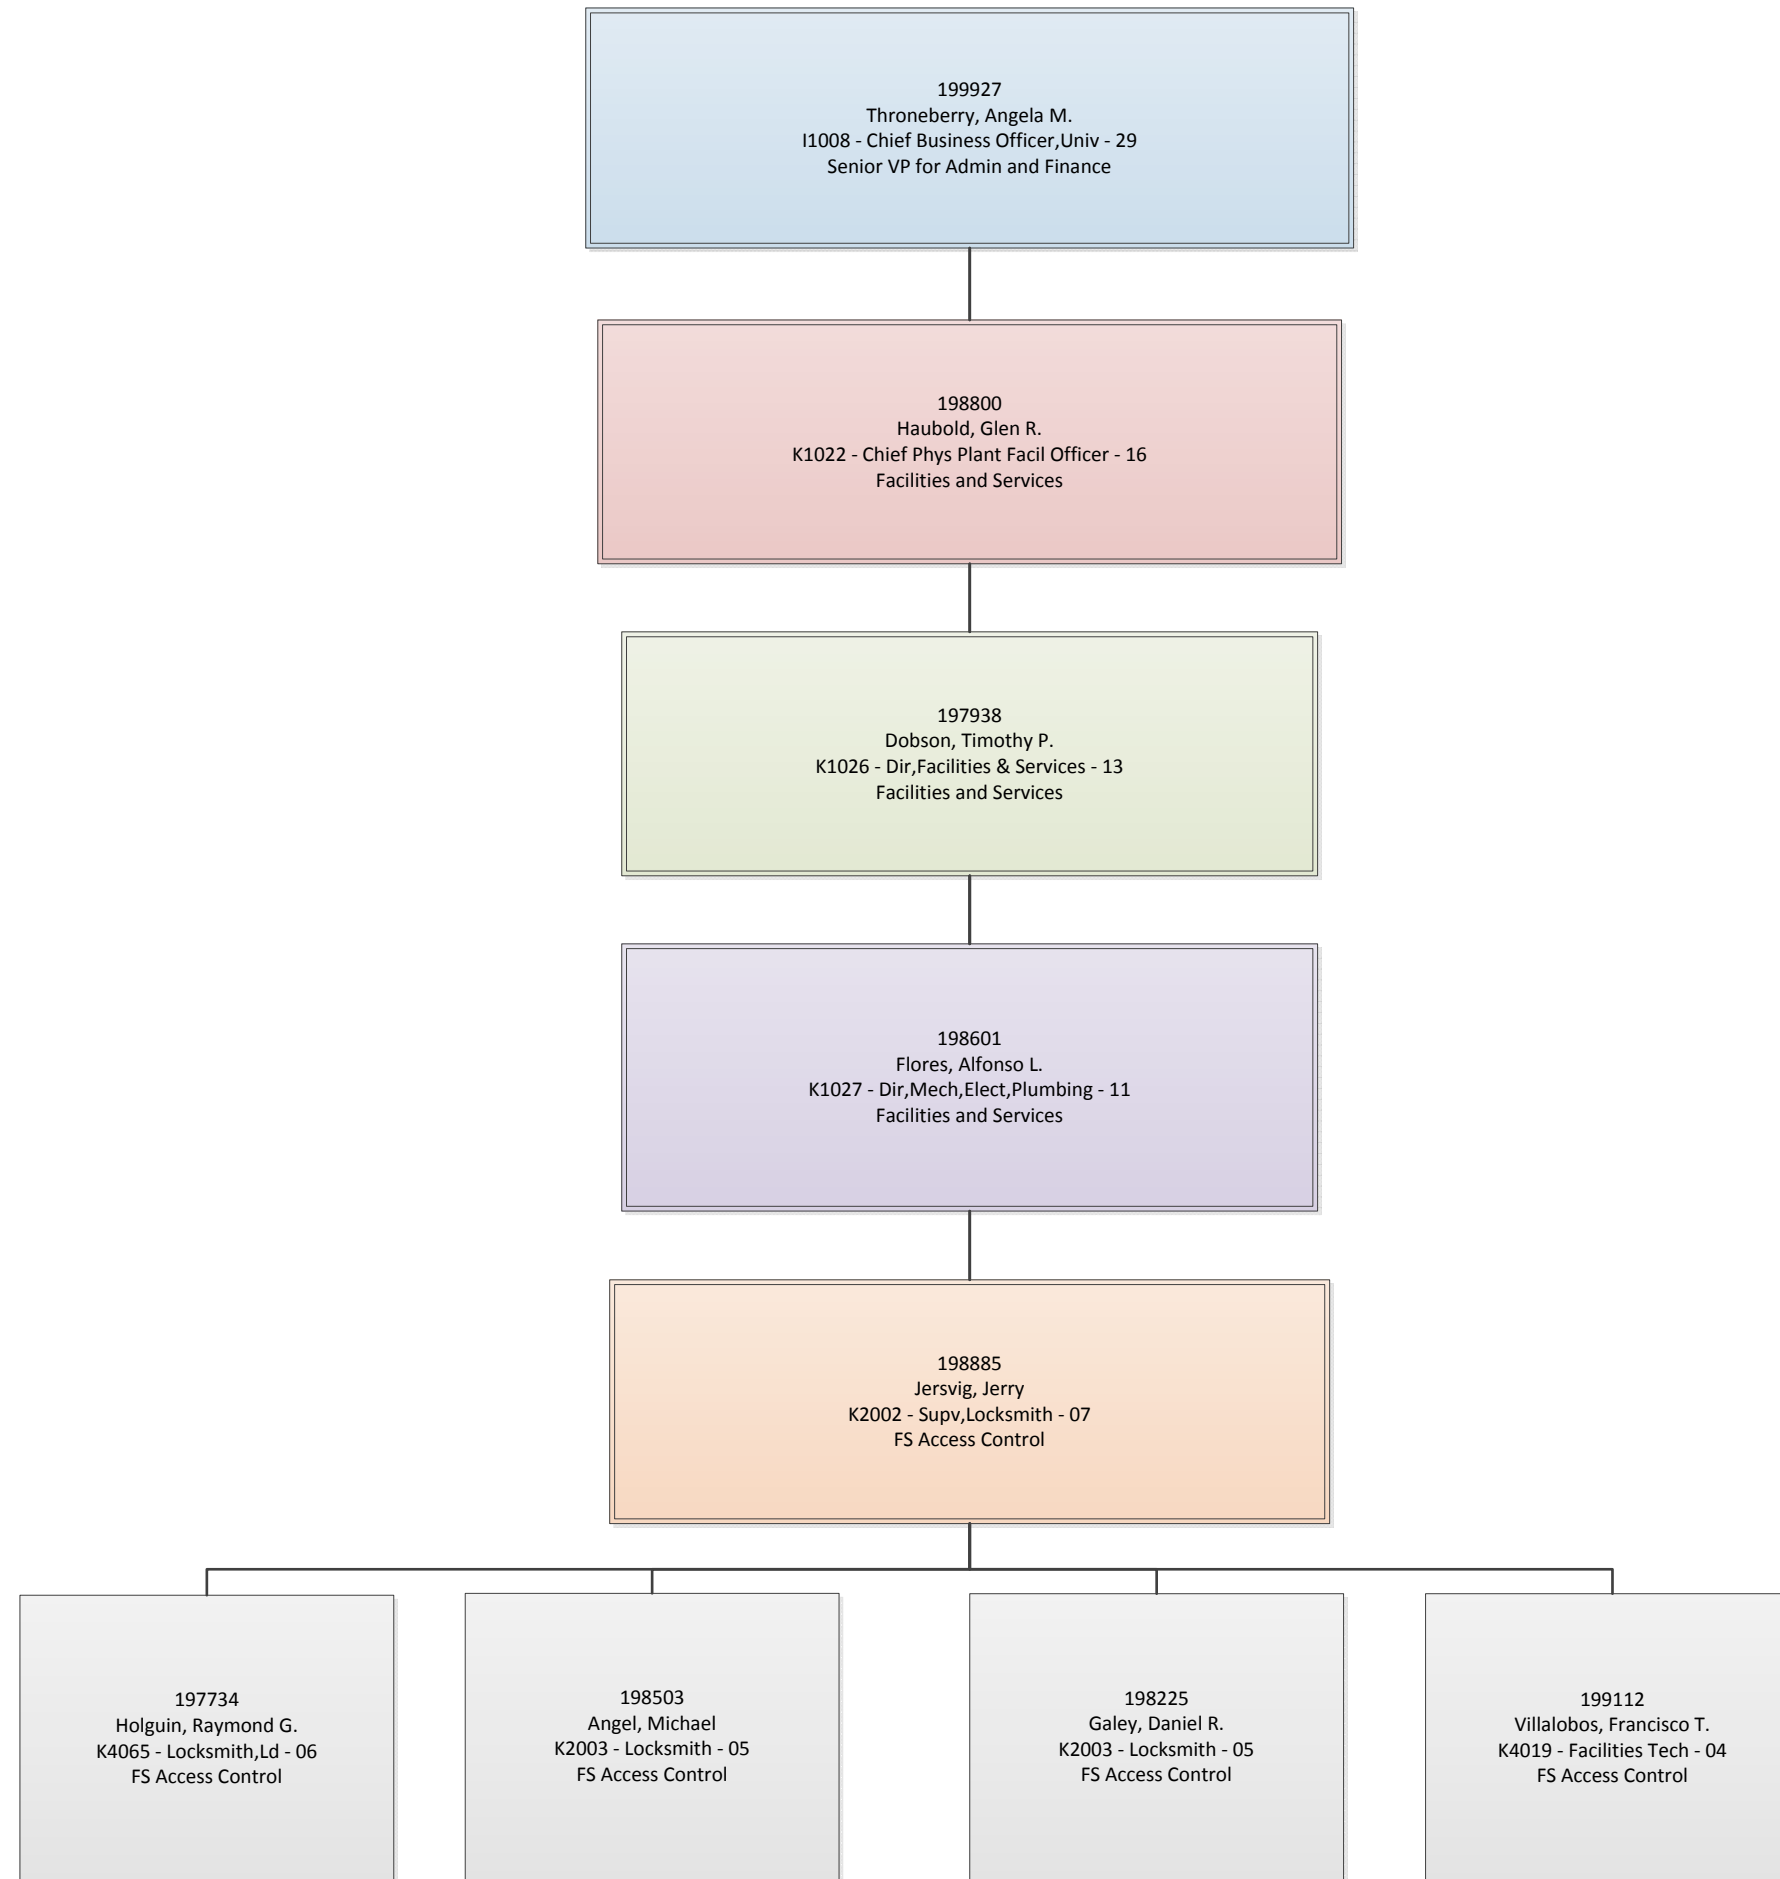 199927
Throneberry, Angela M.
I1008 - Chief Business Officer,Univ - 29
Senior VP for Admin and Finance
198800
Haubold, Glen R.
K1022 - Chief Phys Plant Facil Officer - 16
Facilities and Services
197938
Dobson, Timothy P.
K1026 - Dir,Facilities & Services - 13
Facilities and Services
198601
Flores, Alfonso L.
K1027 - Dir,Mech,Elect,Plumbing - 11
Facilities and Services
198885
Jersvig, Jerry
K2002 - Supv,Locksmith - 07
FS Access Control
197734
Holguin, Raymond G.
K4065 - Locksmith,Ld - 06
FS Access Control
198503
Angel, Michael
K2003 - Locksmith - 05
FS Access Control
198225
Galey, Daniel R.
K2003 - Locksmith - 05
FS Access Control
199112
Villalobos, Francisco T.
K4019 - Facilities Tech - 04
FS Access Control